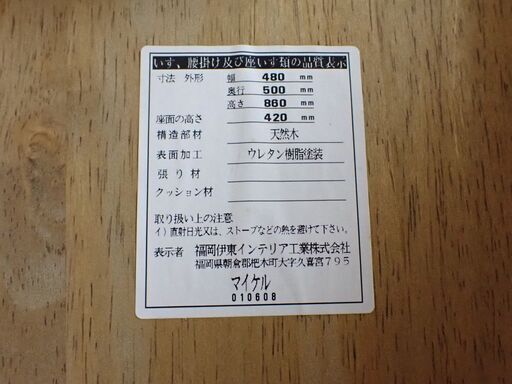 いす、腰掛け及び座いす類の品質表示
寸法 外形 幅 480 mm
奥行 500 mm
高さ 860 mm
座面の高さ 420 mm
構造部材 天然木
表面加工 ウレタン樹脂塗装
張り材
クッション材
取り扱い上の注意
イ）直射日光又は、ストーブなどの熱を避けて下さい。
表示者 福岡伊東インテリア工業株式会社
福岡県朝倉郡杷木町大字久喜宮795
マイケル
010608